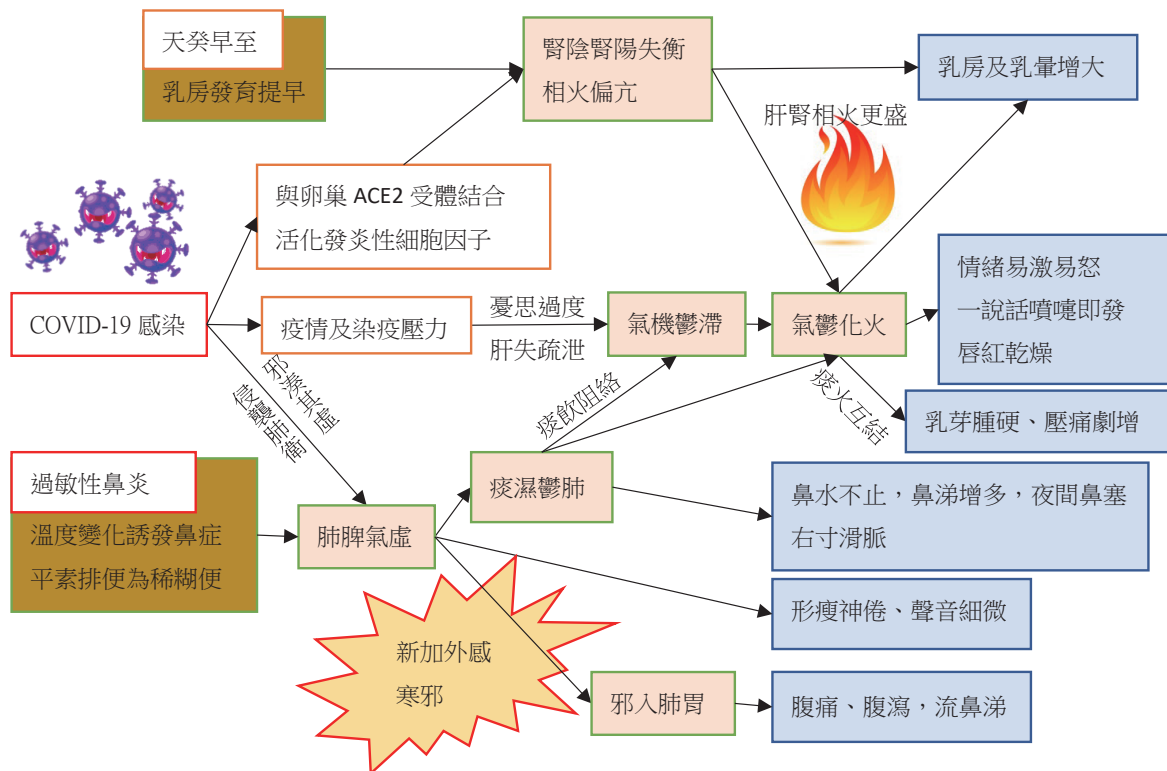 天癸早至
乳房發育提早
腎陰腎陽失衡
相火偏亢
乳房及乳暈增大
肝腎相火更盛
與卵巢 ACE2 受體結合
活化發炎性細胞因子
COVID-19 感染
疫情及染疫壓力
憂思過度
肝失疏泄
氣機鬱滯
氣鬱化火
情緒易激易怒
一說話噴嚏即發
唇紅乾燥
邪湊其虛
侵襲肺衛
痰飲阻絡
痰火互結
乳芽腫硬、壓痛劇增
過敏性鼻炎
溫度變化誘發鼻症
平素排便為稀糊便
肺脾氣虛
痰濕鬱肺
鼻水不止，鼻涕增多，夜間鼻塞
右寸滑脈
形瘦神倦、聲音細微
新加外感
寒邪
邪入肺胃
腹痛、腹瀉，流鼻涕